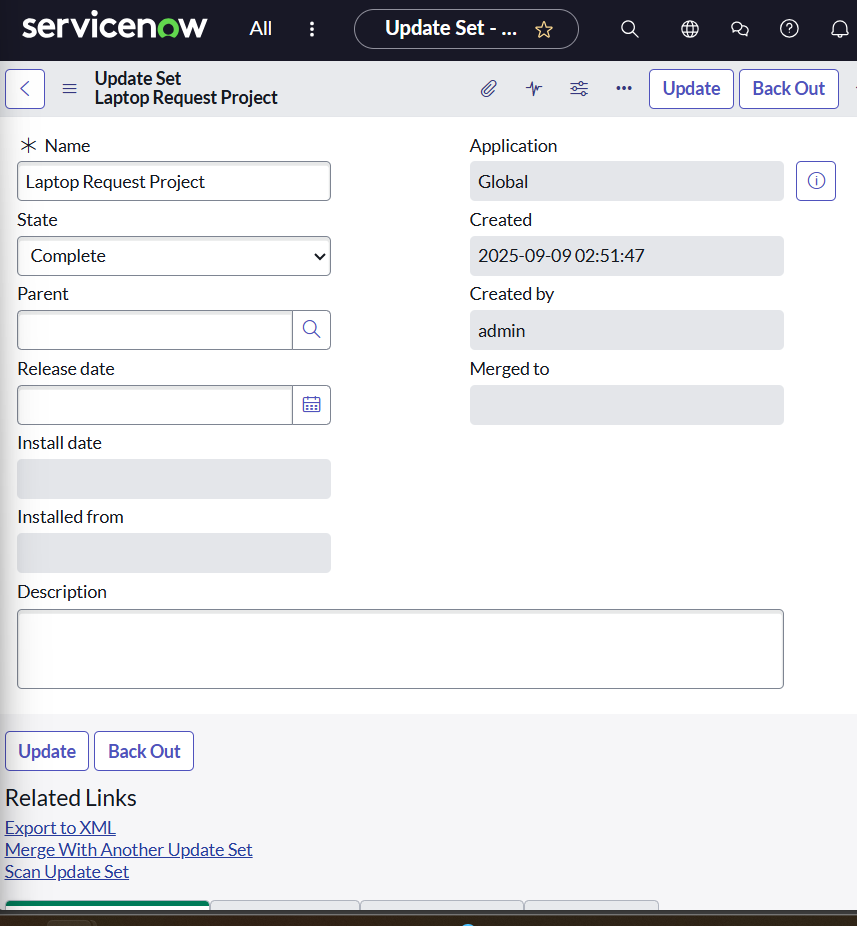 servicenow All Update Set - ...
Update Set
Laptop Request Project
Update Back Out
Name
Laptop Request Project
State
Complete
Parent
Release date
Install date
Installed from
Application
Global
Created
2025-09-09 02:51:47
Created by
admin
Merged to
Description
Update Back Out
Related Links
Export to XML
Merge With Another Update Set
Scan Update Set